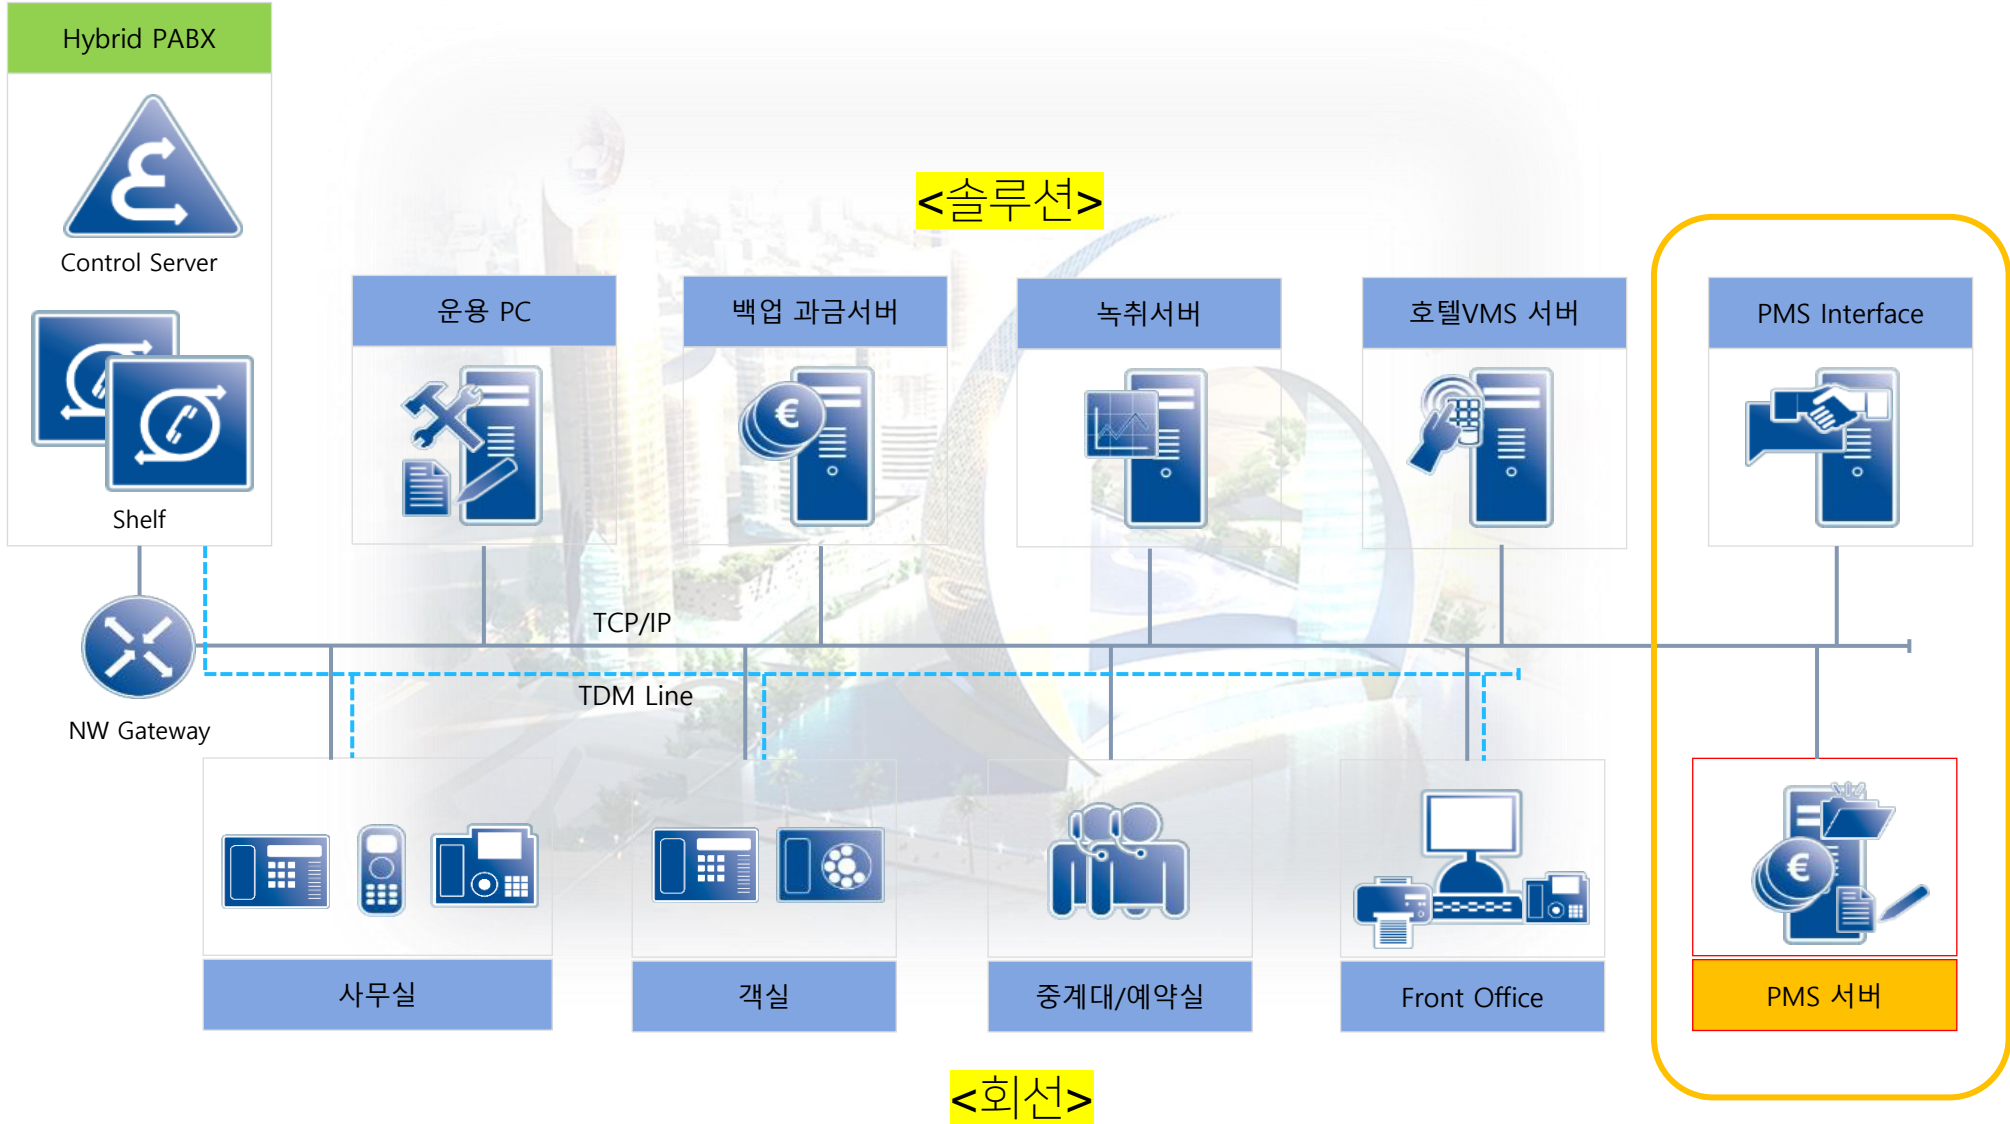 Hybrid PABX
Control Server
Shelf
NW Gateway
<솔루션>
운용 PC
백업 과금서버
녹취서버
호텔VMS 서버
PMS Interface
TCP/IP
TDM Line
사무실
객실
중계대/예약실
Front Office
PMS 서버
<회선>